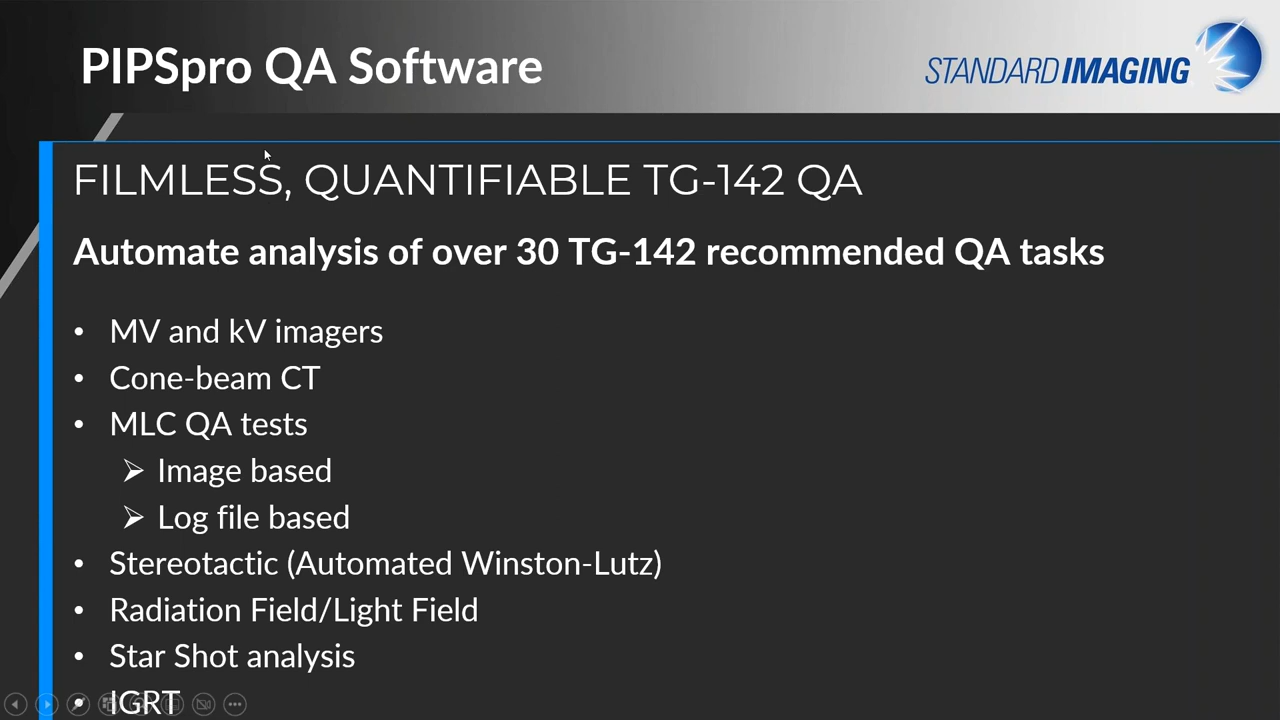 PIPSpro QA Software
STANDARD IMAGING
FILMLESS, QUANTIFIABLE TG-142 QA
Automate analysis of over 30 TG-142 recommended QA tasks
• MV and kV imagers
• Cone-beam CT
• MLC QA tests
➢ Image based
➢ Log file based
• Stereotactic (Automated Winston-Lutz)
• Radiation Field/Light Field
• Star Shot analysis
• IGRT